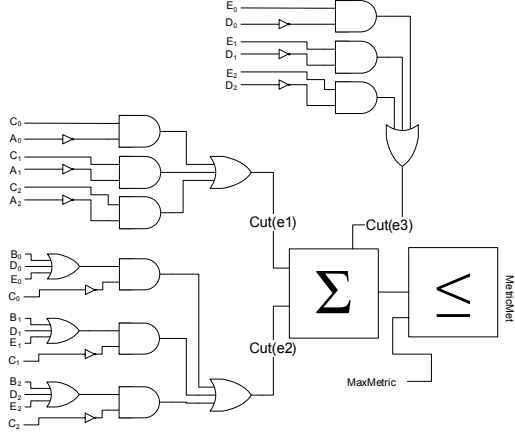 E₀
D₀
E₁
D₁
E₂
D₂
C₀
A₀
C₁
A₁
C₂
A₂
Cut(e1)
Cut(e3)
B₀
D₀
E₀
C₀
Σ
≤
MetricMet
B₁
D₁
E₁
C₁
Cut(e2)
MaxMetric
B₂
D₂
E₂
C₂